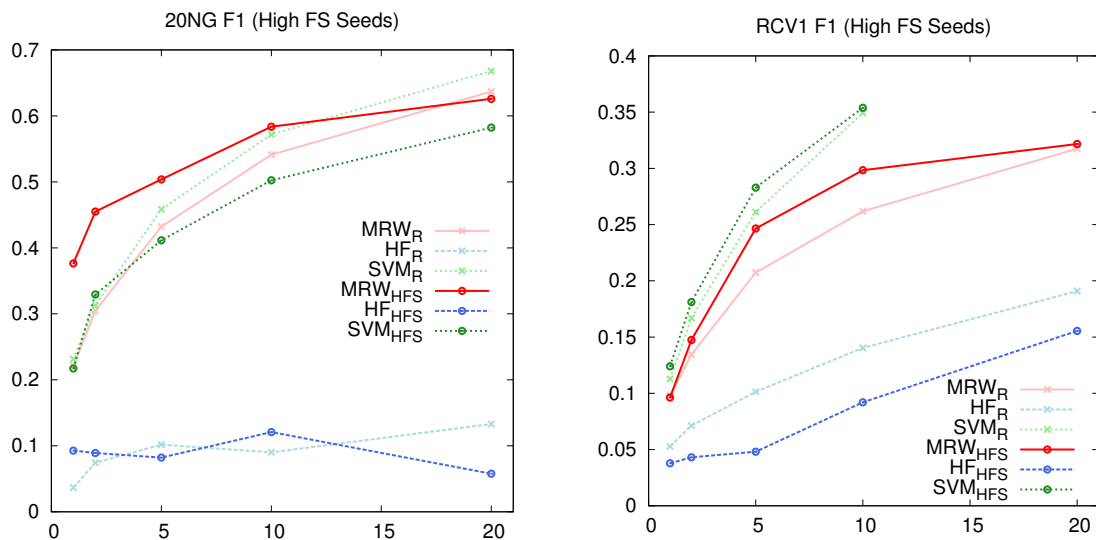 20NG F1 (High FS Seeds)
0.7
0.6
0.5
0.4
0.3
0.2
0.1
0
0 5 10 15 20
MRW_R
HF_R
SVM_R
MRW_HFS
HF_HFS
SVM_HFS
RCV1 F1 (High FS Seeds)
0.4
0.35
0.3
0.25
0.2
0.15
0.1
0.05
0
0 5 10 15 20
MRW_R
HF_R
SVM_R
MRW_HFS
HF_HFS
SVM_HFS